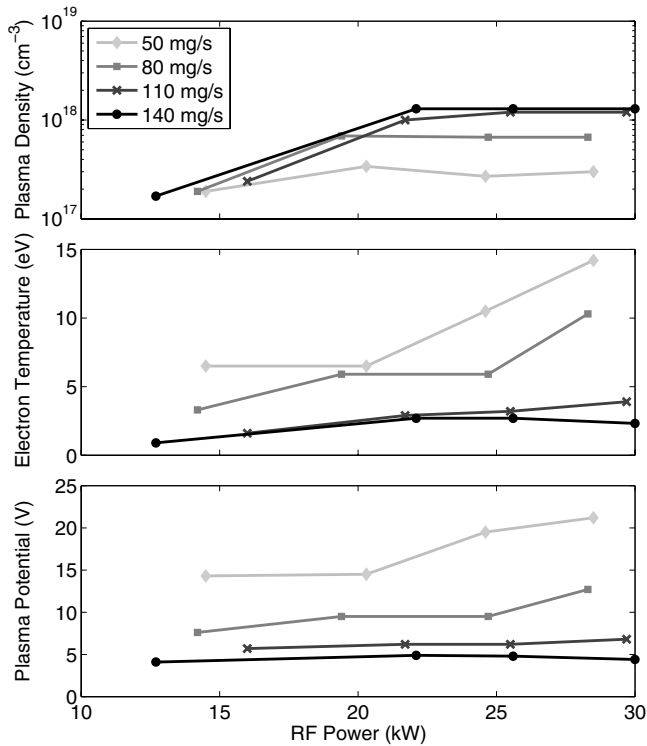 10^19
50 mg/s
80 mg/s
110 mg/s
140 mg/s
10^18
10^17
Plasma Density (cm^−3)
15
10
5
0
Electron Temperature (eV)
25
20
15
10
5
0
Plasma Potential (V)
10 15 20 25 30
RF Power (kW)